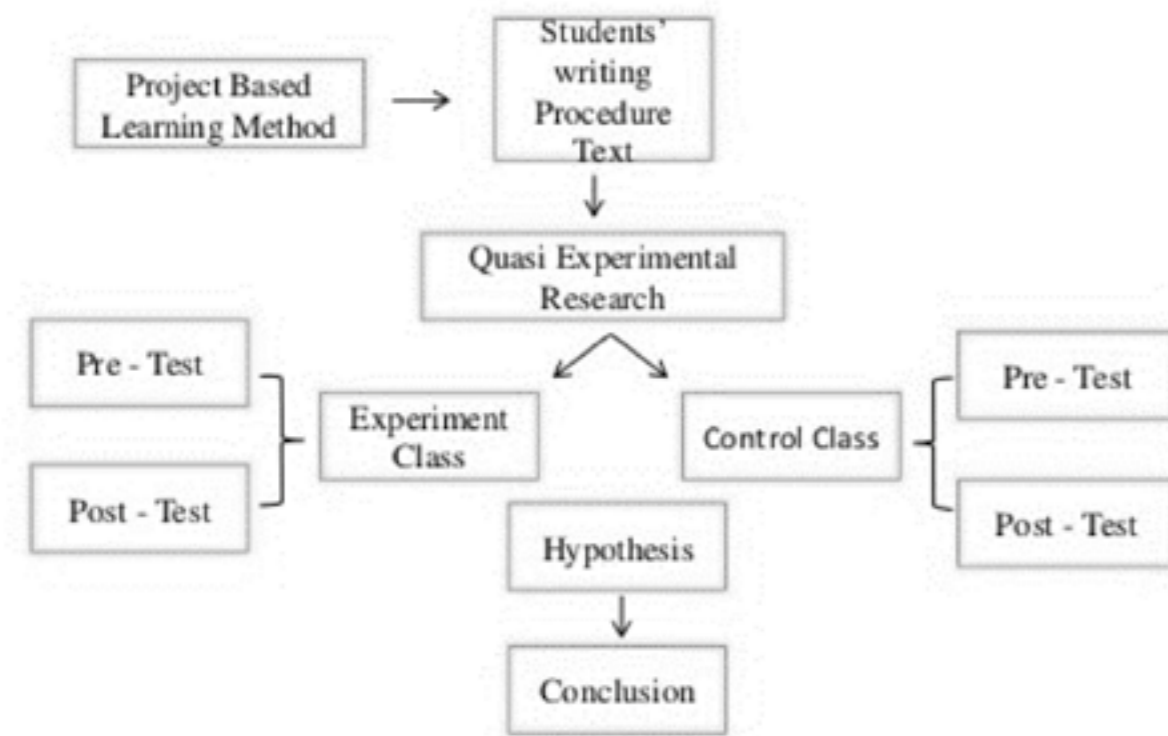 Project Based
Learning Method
Students’
writing
Procedure
Text
Quasi Experimental
Research
Pre - Test
Post - Test
Experiment
Class
Control Class
Pre - Test
Post - Test
Hypothesis
Conclusion